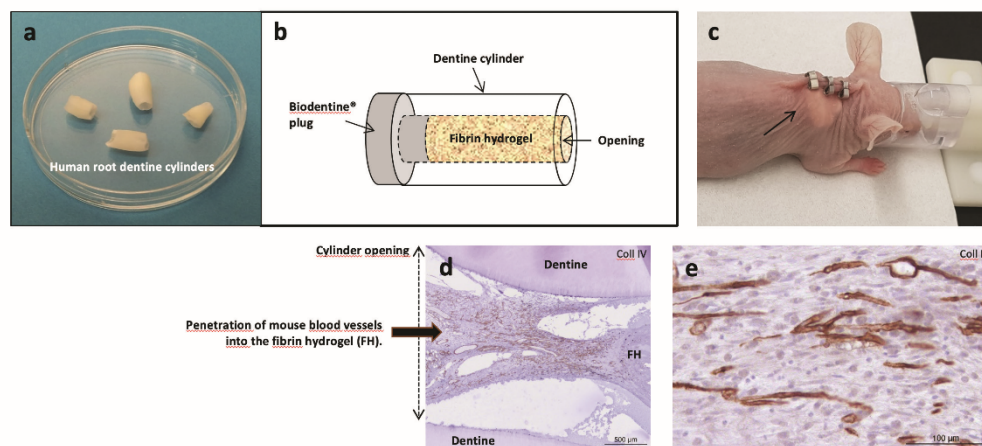 a
Human root dentine cylinders
b
Dentine cylinder
Biodentine®
plug
Fibrin hydrogel
Opening
c
Cylinder opening
Penetration of mouse blood vessels
into the fibrin hydrogel (FH).
d
Coll IV
Dentine
FH
Dentine
500 µm
e
Coll I
100 µm